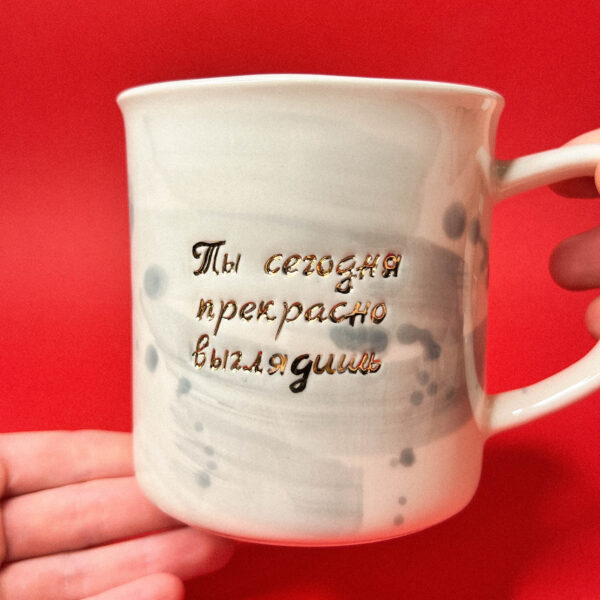 Ты сегодня
прекрасно
выглядишь